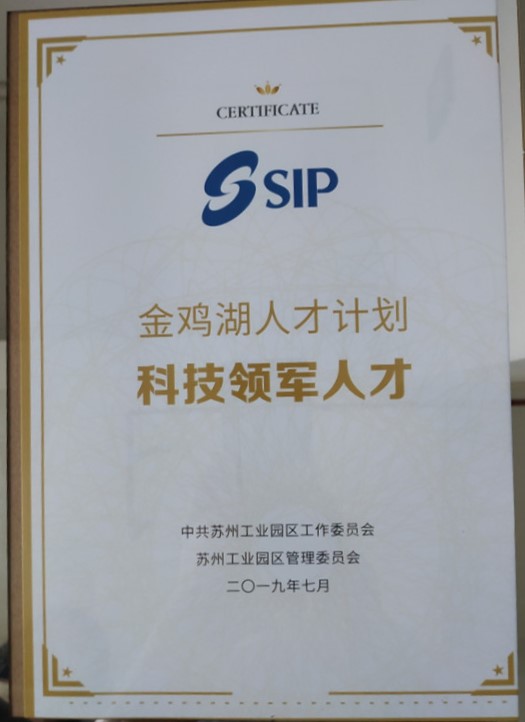 CERTIFICATE
SIP
金鸡湖人才计划
科技领军人才
中共苏州工业园区工作委员会
苏州工业园区管理委员会
二〇一九年七月